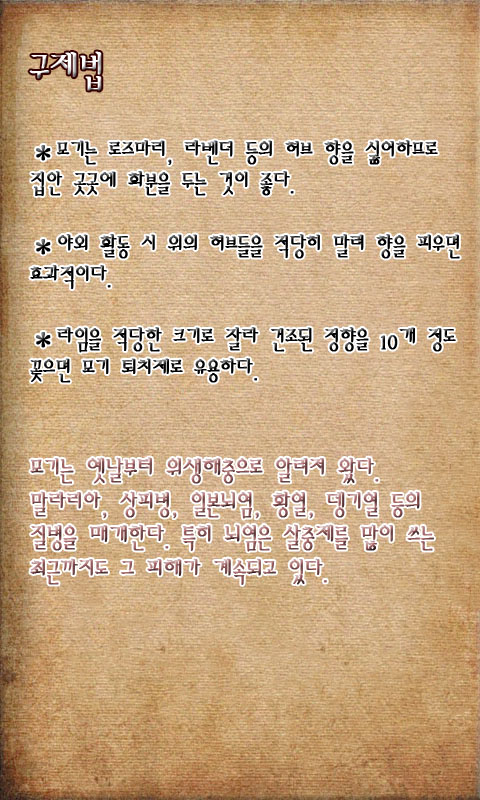 구제법
*모기는 로즈마리, 라벤더 등의 허브 향을 싫어하므로
집안 곳곳에 화분을 두는 것이 좋다.
*야외 활동 시 위의 허브들을 적당히 말려 향을 피우면
효과적이다.
*라임을 적당한 크기로 잘라 건조된 정향을 10개 정도
꽂으면 모기 퇴치제로 유용하다.
모기는 옛날부터 위생해충으로 알려져 왔다.
말라리아, 상피병, 일본뇌염, 황열, 뎅기열 등의
질병을 매개한다. 특히 뇌염은 살충제를 많이 쓰는
최근까지도 그 피해가 계속되고 있다.